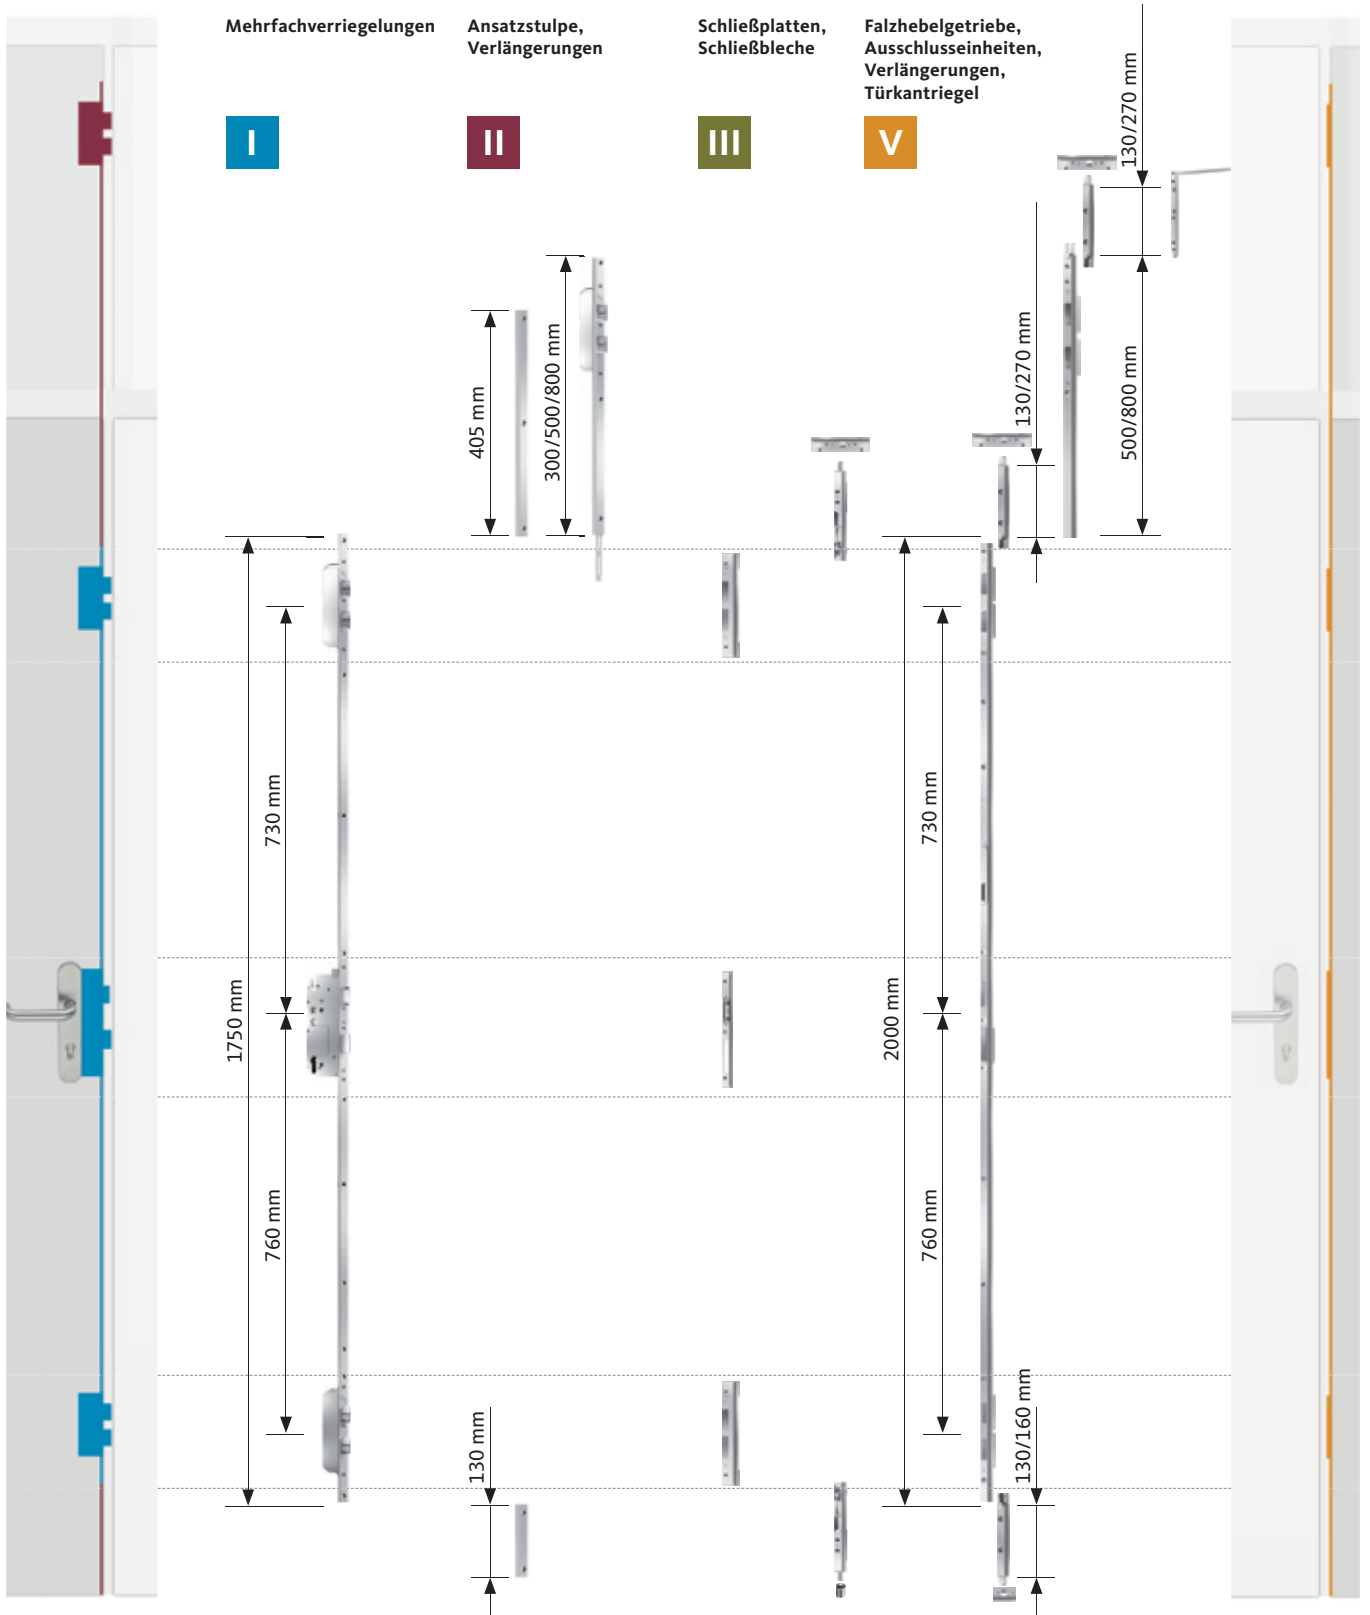 Mehrfachverriegelungen
Ansatzstulpe,
Verlängerungen
Schließplatten,
Schließbleche
Falzhebelgetriebe,
Ausschlusseinheiten,
Verlängerungen,
Türkantriegel
I
II
III
V
130/270 mm
405 mm
300/500/800 mm
130/270 mm
500/800 mm
730 mm
730 mm
1750 mm
2000 mm
760 mm
760 mm
130 mm
130/160 mm